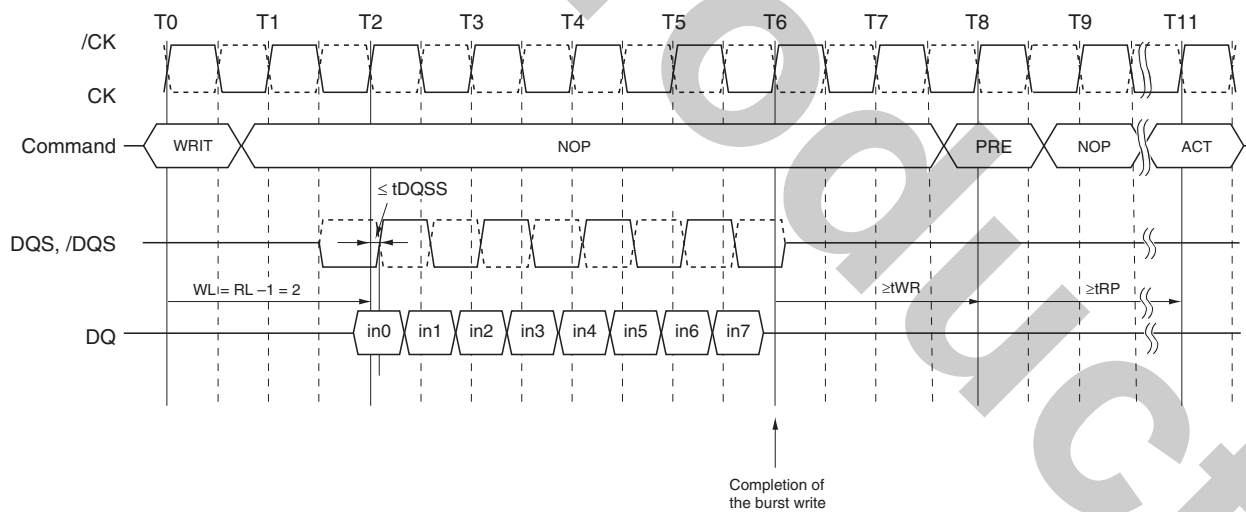 T0 T1 T2 T3 T4 T5 T6 T7 T8 T9 T11
/CK
CK
Command WRIT NOP PRE NOP ACT
≤ tDQSS
DQS, /DQS
WL = RL –1 = 2 ≥tWR ≥tRP
DQ in0 in1 in2 in3 in4 in5 in6 in7
Completion of
the burst write
oduct